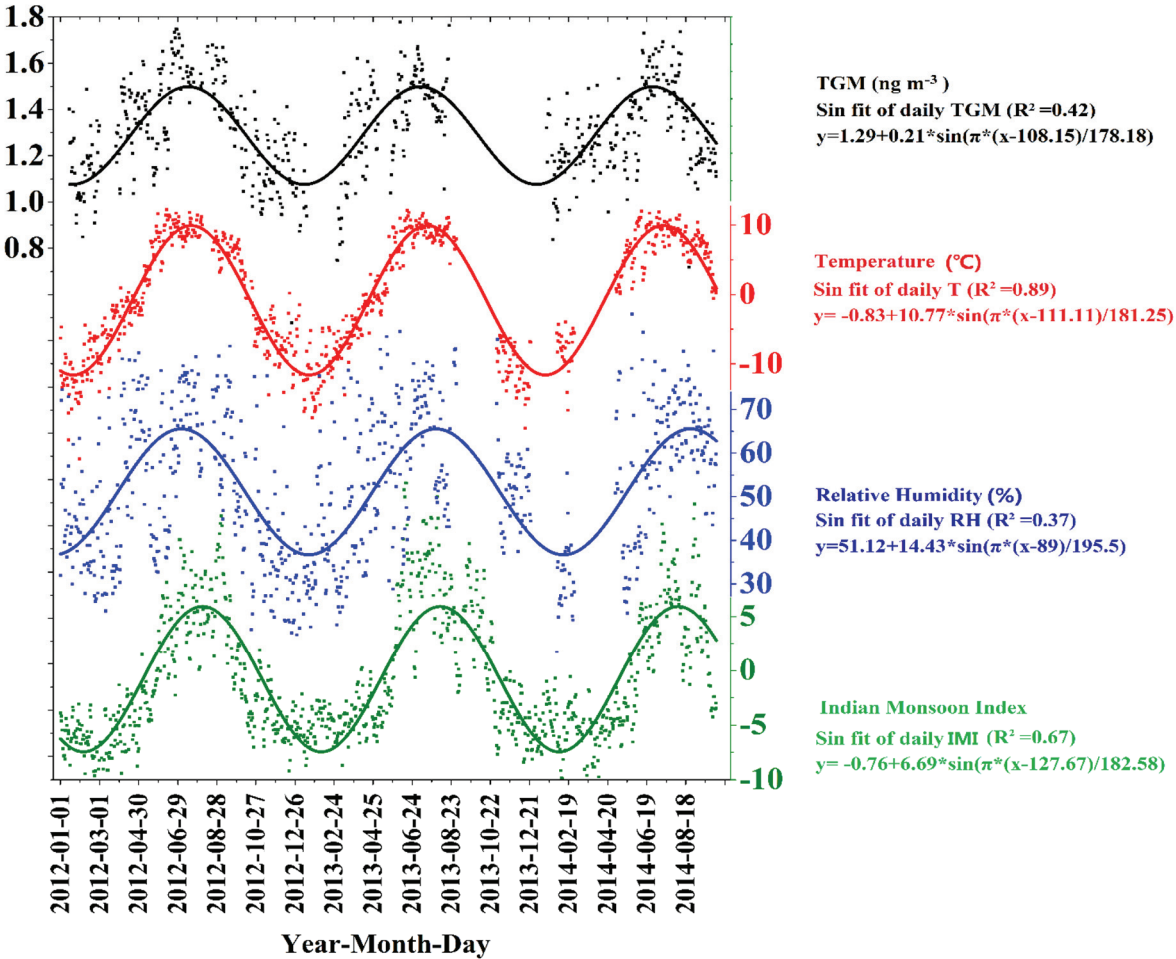 1.8
1.6
1.4
1.2
1.0
0.8
10
0
-10
70
60
50
40
30
5
0
-5
-10
TGM (ng m⁻³ )
Sin fit of daily TGM (R² =0.42)
y=1.29+0.21*sin(π*(x-108.15)/178.18)
Temperature (℃)
Sin fit of daily T (R² =0.89)
y= -0.83+10.77*sin(π*(x-111.11)/181.25)
Relative Humidity (%)
Sin fit of daily RH (R² =0.37)
y=51.12+14.43*sin(π*(x-89)/195.5)
Indian Monsoon Index
Sin fit of daily IMI (R² =0.67)
y= -0.76+6.69*sin(π*(x-127.67)/182.58)
2012-01-01
2012-03-01
2012-04-30
2012-06-29
2012-08-28
2012-10-27
2012-12-26
2013-02-24
2013-04-25
2013-06-24
2013-08-23
2013-10-22
2013-12-21
2014-02-19
2014-04-20
2014-06-19
2014-08-18
Year-Month-Day